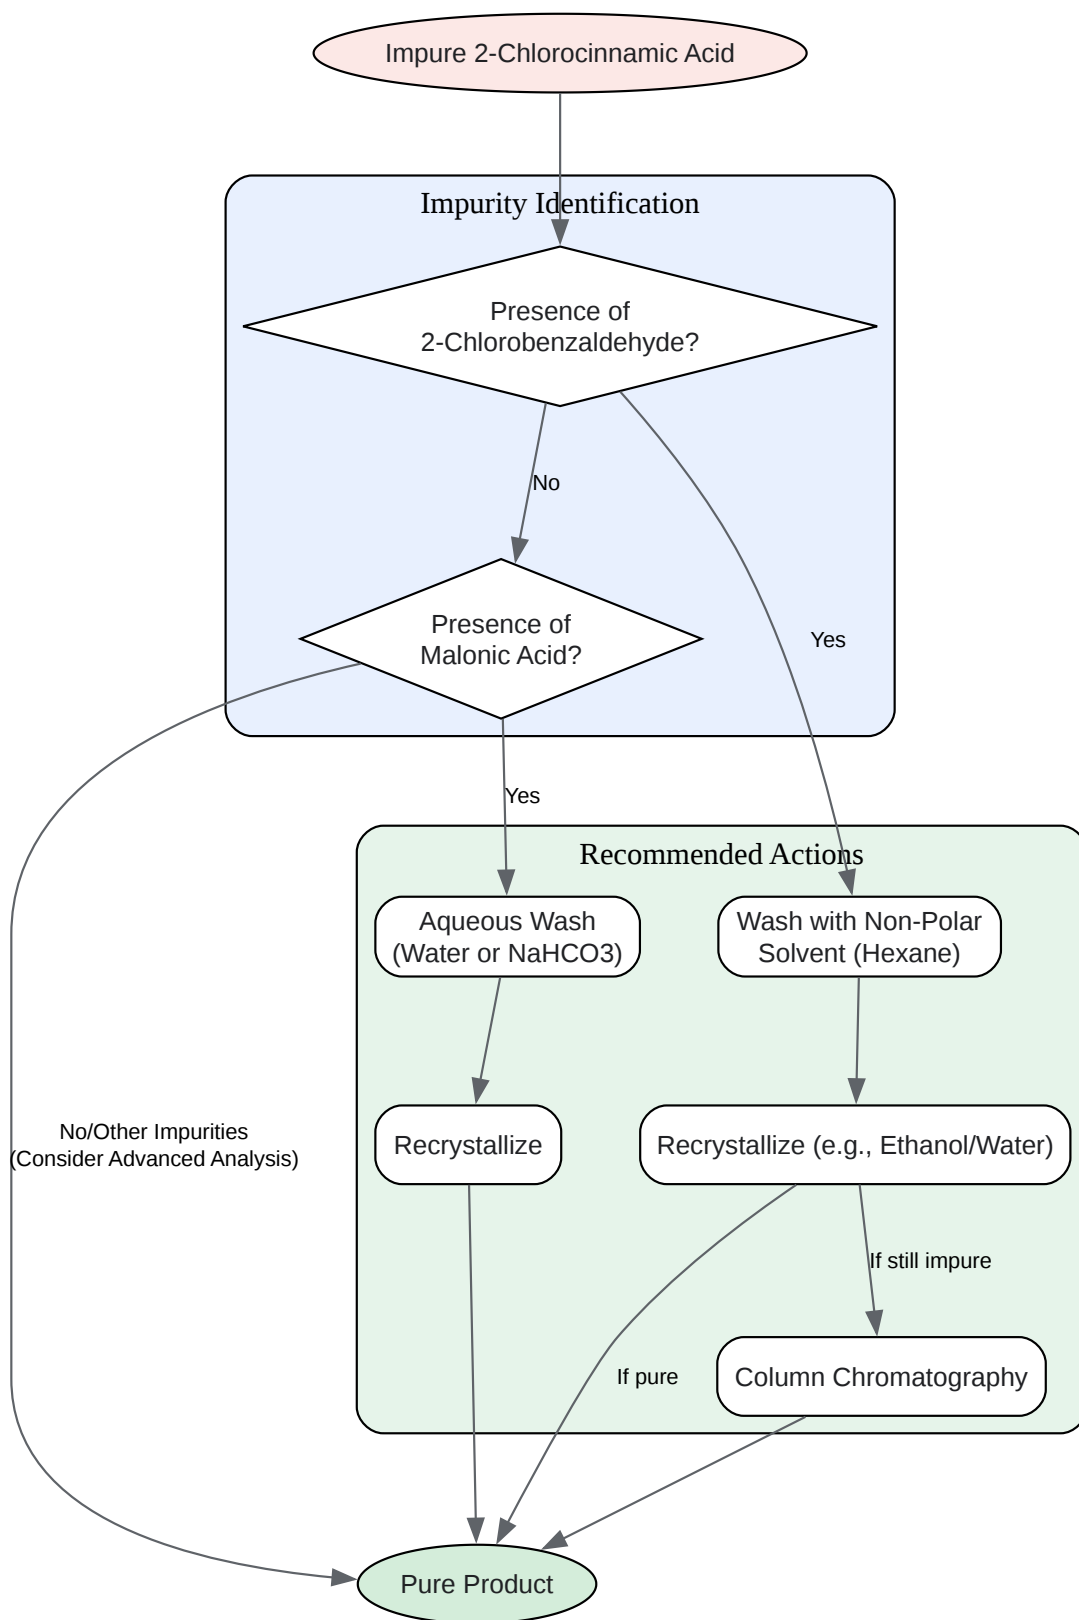 Impure 2-Chlorocinnamic Acid
Impurity Identification
Presence of
2-Chlorobenzaldehyde?
No
Presence of
Malonic Acid?
Yes
Yes
Recommended Actions
Aqueous Wash
(Water or NaHCO3)
Wash with Non-Polar
Solvent (Hexane)
No/Other Impurities
(Consider Advanced Analysis)
Recrystallize
Recrystallize (e.g., Ethanol/Water)
If still impure
If pure
Column Chromatography
Pure Product